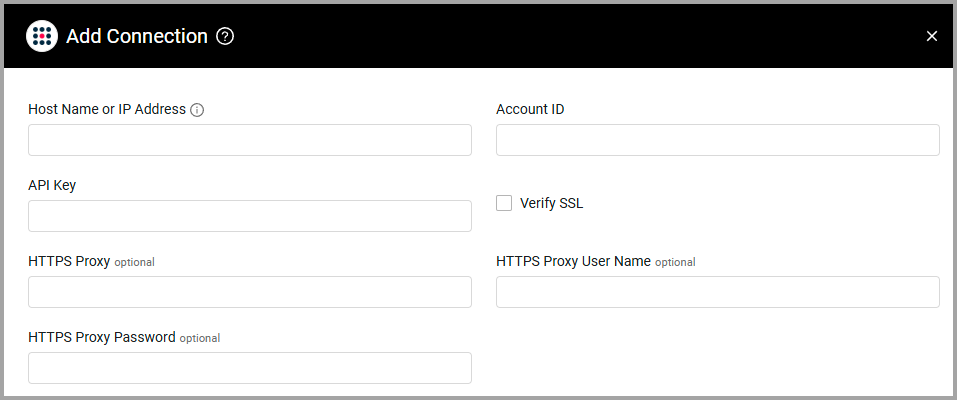 Add Connection ?
Host Name or IP Address i
Account ID
API Key
Verify SSL
HTTPS Proxy optional
HTTPS Proxy User Name optional
HTTPS Proxy Password optional